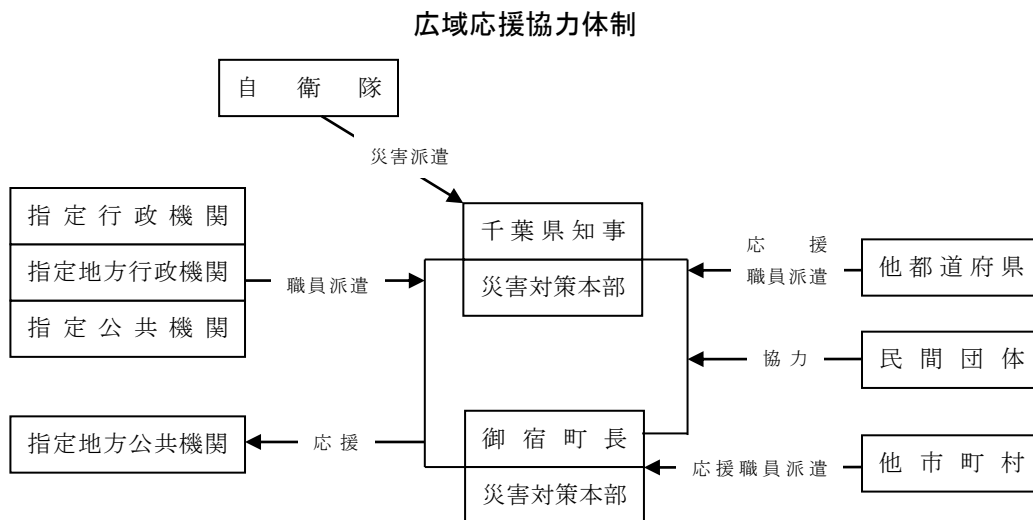 広域応援協力体制
自衛隊
災害派遣
指定行政機関
指定地方行政機関
指定公共機関
職員派遣
千葉県知事
災害対策本部
応援
職員派遣
他都道府県
協力
民間団体
指定地方公共機関
応援
御宿町長
災害対策本部
応援職員派遣
他市町村